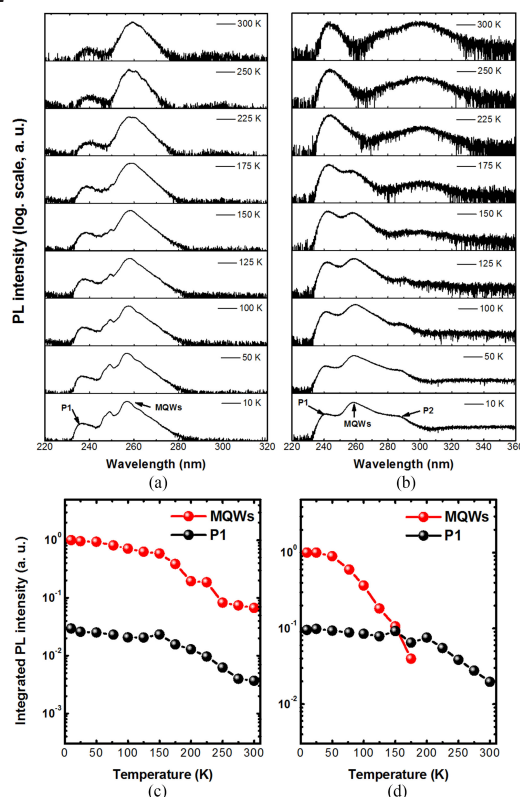 300 K
250 K
225 K
175 K
150 K
125 K
100 K
50 K
10 K
P1
MQWs
PL intensity (log. scale, a. u.)
220 240 260 280 300 320
Wavelength (nm)
(a)
300 K
250 K
225 K
175 K
150 K
125 K
100 K
50 K
10 K
P1
MQWs
P2
220 240 260 280 300 320 340 360
Wavelength (nm)
(b)
MQWs
P1
Integrated PL intensity (a. u.)
10⁰
10⁻¹
10⁻²
10⁻³
0 50 100 150 200 250 300
Temperature (K)
(c)
MQWs
P1
10⁰
10⁻¹
10⁻²
0 50 100 150 200 250 300
Temperature (K)
(d)